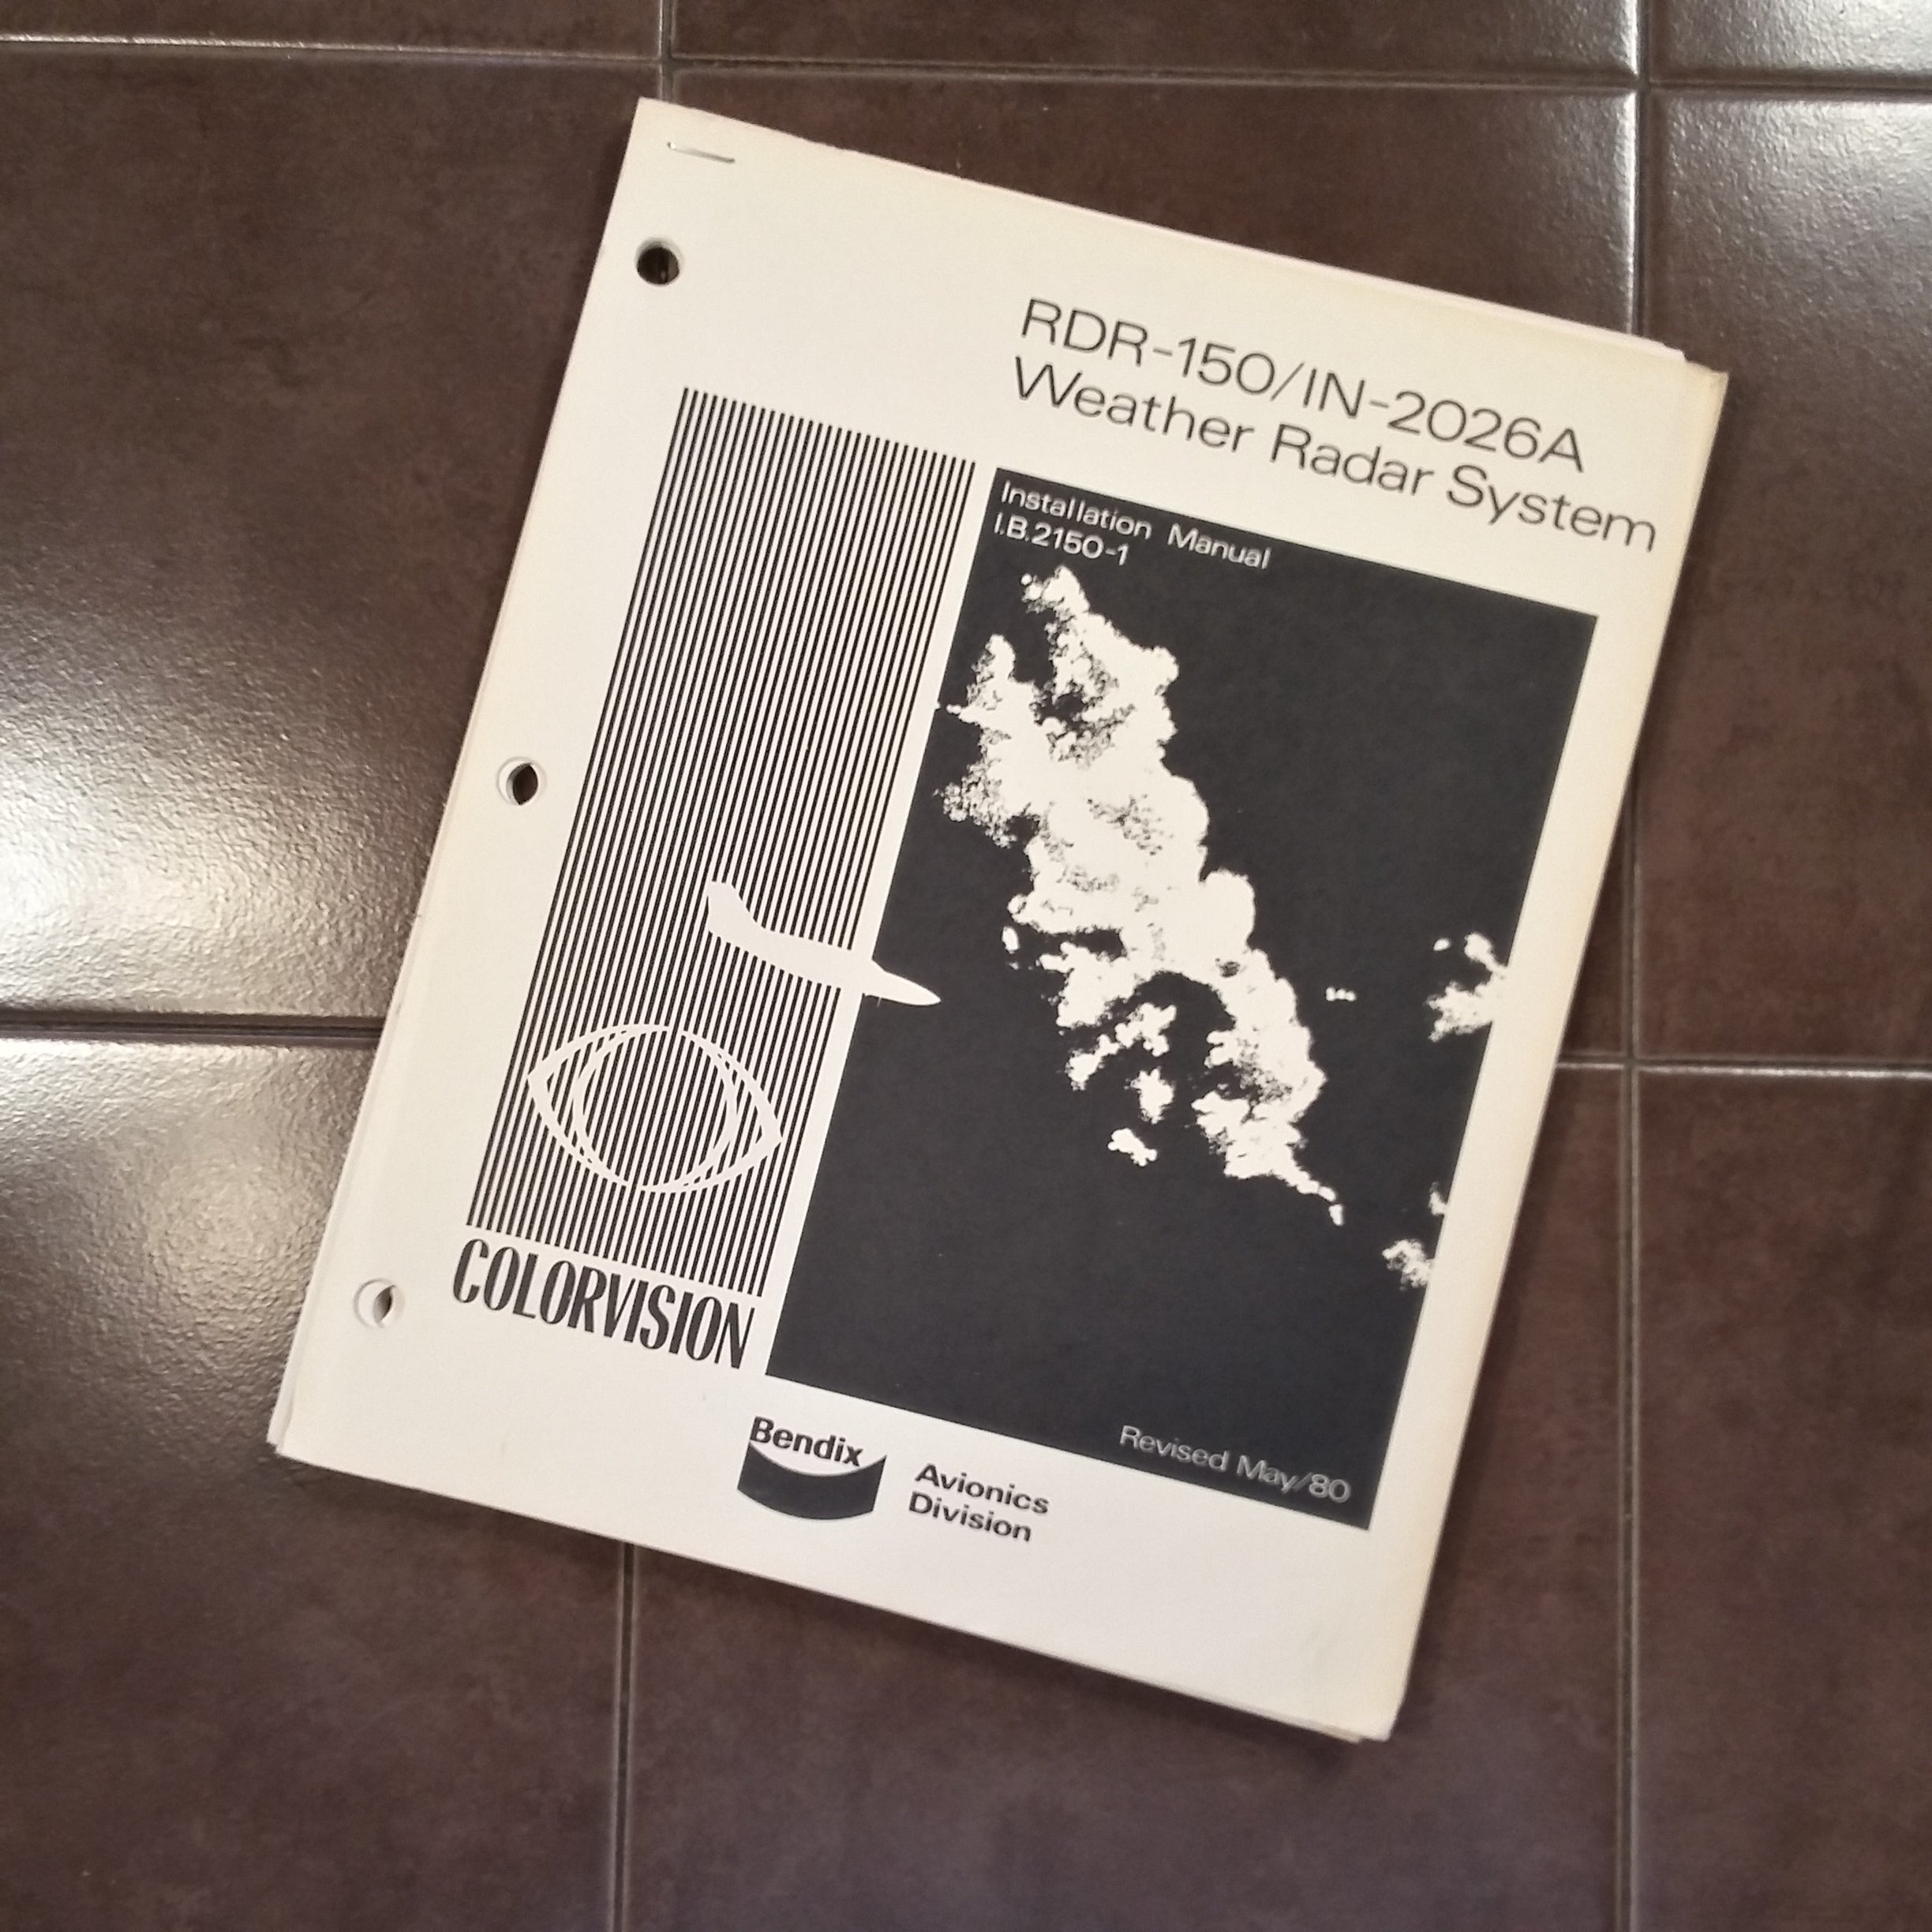 RDR-150/IN-2026A
Weather Radar System
Installation Manual
I.B.2150-1
COLORVISION
Revised May/80
Bendix
Avionics
Division